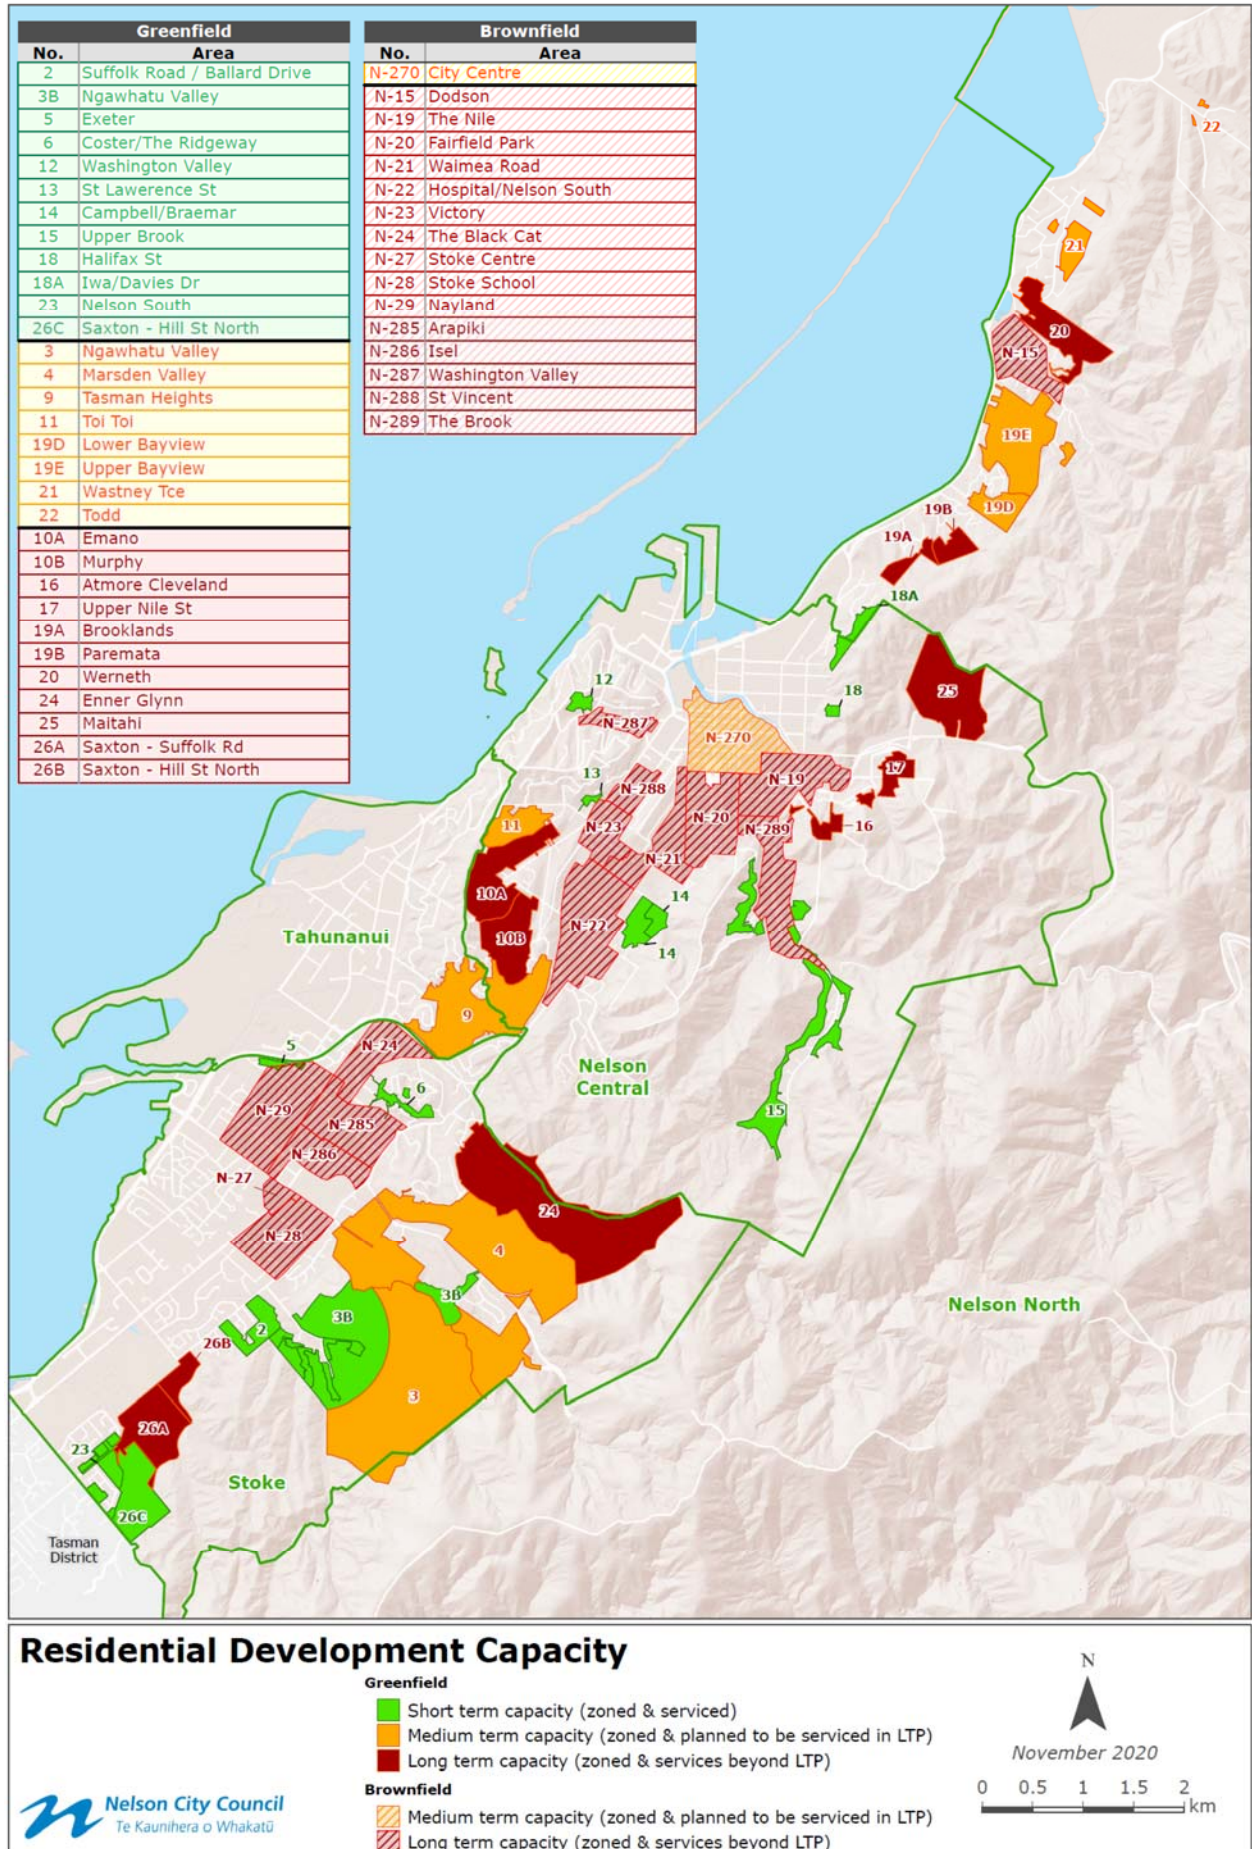 Greenfield
No. Area
2 Suffolk Road / Ballard Drive
3B Ngawhatu Valley
5 Exeter
6 Coster/The Ridgeway
12 Washington Valley
13 St Lawerence St
14 Campbell/Braemar
15 Upper Brook
18 Halifax St
18A Iwa/Davies Dr
23 Nelson South
26C Saxton - Hill St North
3 Ngawhatu Valley
4 Marsden Valley
9 Tasman Heights
11 Toi Toi
19D Lower Bayview
19E Upper Bayview
21 Wastney Tce
22 Todd
10A Emano
10B Murphy
16 Atmore Cleveland
17 Upper Nile St
19A Brooklands
19B Paremata
20 Werneth
24 Enner Glynn
25 Maitahi
26A Saxton - Suffolk Rd
26B Saxton - Hill St North
Brownfield
No. Area
N-270 City Centre
N-15 Dodson
N-19 The Nile
N-20 Fairfield Park
N-21 Waimea Road
N-22 Hospital/Nelson South
N-23 Victory
N-24 The Black Cat
N-27 Stoke Centre
N-28 Stoke School
N-29 Nayland
N-285 Arapiki
N-286 Isel
N-287 Washington Valley
N-288 St Vincent
N-289 The Brook
22
21
20
N-15
19E
19D
19B
19A
18A
12
18
25
N-287
N-270
13
N-288
N-19
17
11
N-23
N-20
N-289
16
N-21
10A
14
N-22
10B
Tahunanui
14
9
N-24
5
Nelson
Central
6
N-29
N-285
15
N-286
N-27
24
N-28
4
3B
3B
Nelson North
2
26B
3
26A
23
Stoke
26C
Tasman
District
Residential Development Capacity
Greenfield
Short term capacity (zoned & serviced)
Medium term capacity (zoned & planned to be serviced in LTP)
Long term capacity (zoned & services beyond LTP)
Brownfield
Medium term capacity (zoned & planned to be serviced in LTP)
Long term capacity (zoned & services beyond LTP)
Nelson City Council
Te Kaunihera o Whakatū
N
November 2020
0 0.5 1 1.5 2
km